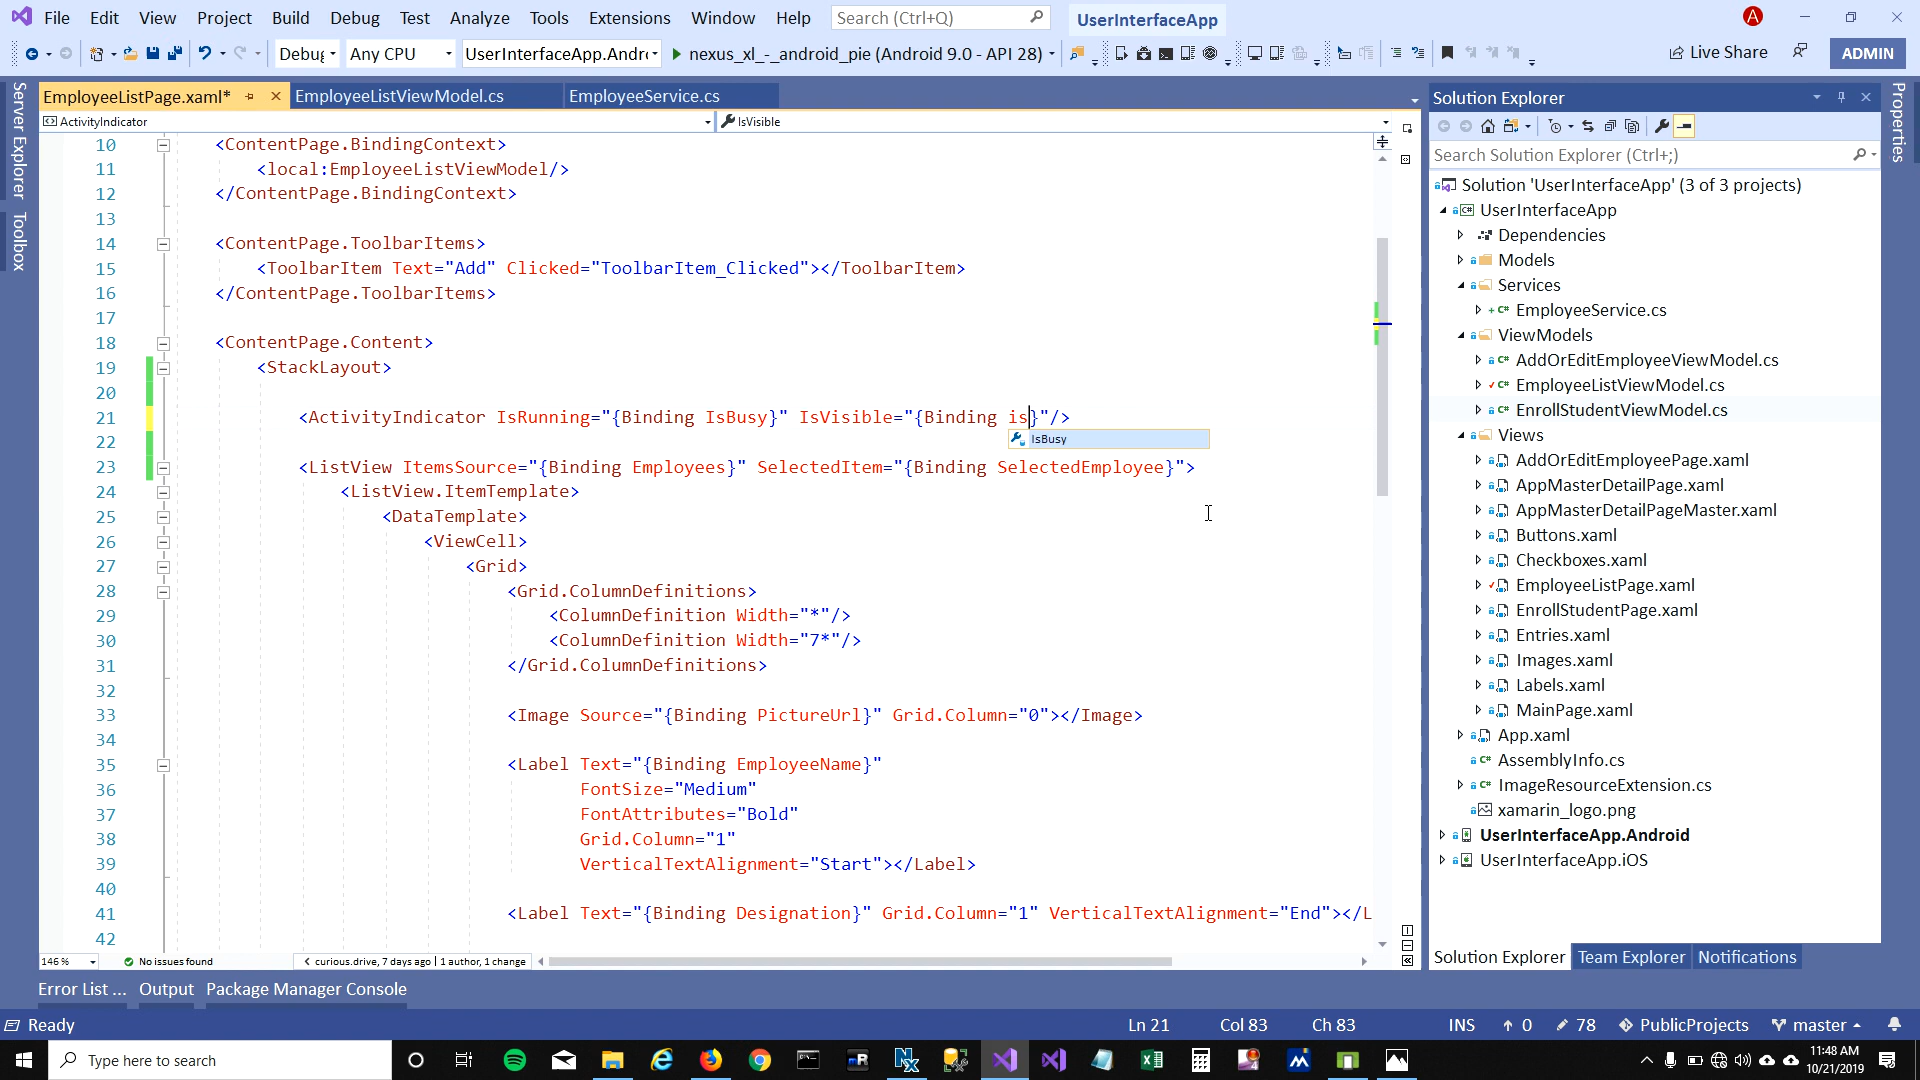 File Edit View Project Build Debug Test Analyze Tools Extensions Window Help Search (Ctrl+Q) UserInterfaceApp A
Debug Any CPU UserInterfaceApp.Andr nexus_xl_-_android_pie (Android 9.0 - API 28) Live Share ADMIN
Server Explorer
Toolbox
EmployeeListPage.xaml* EmployeeListViewModel.cs EmployeeService.cs
ActivityIndicator IsVisible
10 <ContentPage.BindingContext>
11 <local:EmployeeListViewModel/>
12 </ContentPage.BindingContext>
13
14 <ContentPage.ToolbarItems>
15 <ToolbarItem Text="Add" Clicked="ToolbarItem_Clicked"></ToolbarItem>
16 </ContentPage.ToolbarItems>
17
18 <ContentPage.Content>
19 <StackLayout>
20
21 <ActivityIndicator IsRunning="{Binding IsBusy}" IsVisible="{Binding is}"/>
IsBusy
22
23 <ListView ItemsSource="{Binding Employees}" SelectedItem="{Binding SelectedEmployee}">
24 <ListView.ItemTemplate>
25 <DataTemplate>
26 <ViewCell>
27 <Grid>
28 <Grid.ColumnDefinitions>
29 <ColumnDefinition Width="*"/>
30 <ColumnDefinition Width="7*"/>
31 </Grid.ColumnDefinitions>
32
33 <Image Source="{Binding PictureUrl}" Grid.Column="0"></Image>
34
35 <Label Text="{Binding EmployeeName}"
36 FontSize="Medium"
37 FontAttributes="Bold"
38 Grid.Column="1"
39 VerticalTextAlignment="Start"></Label>
40
41 <Label Text="{Binding Designation}" Grid.Column="1" VerticalTextAlignment="End"></L
42
146 % No issues found curious.drive, 7 days ago | 1 author, 1 change
Solution Explorer
Search Solution Explorer (Ctrl+;)
Solution 'UserInterfaceApp' (3 of 3 projects)
UserInterfaceApp
Dependencies
Models
Services
EmployeeService.cs
ViewModels
AddOrEditEmployeeViewModel.cs
EmployeeListViewModel.cs
EnrollStudentViewModel.cs
Views
AddOrEditEmployeePage.xaml
AppMasterDetailPage.xaml
AppMasterDetailPageMaster.xaml
Buttons.xaml
Checkboxes.xaml
EmployeeListPage.xaml
EnrollStudentPage.xaml
Entries.xaml
Images.xaml
Labels.xaml
MainPage.xaml
App.xaml
AssemblyInfo.cs
ImageResourceExtension.cs
xamarin_logo.png
UserInterfaceApp.Android
UserInterfaceApp.iOS
Solution Explorer Team Explorer Notifications
Properties
Error List ... Output Package Manager Console
Ready Ln 21 Col 83 Ch 83 INS 0 78 PublicProjects master
Type here to search
11:48 AM
10/21/2019